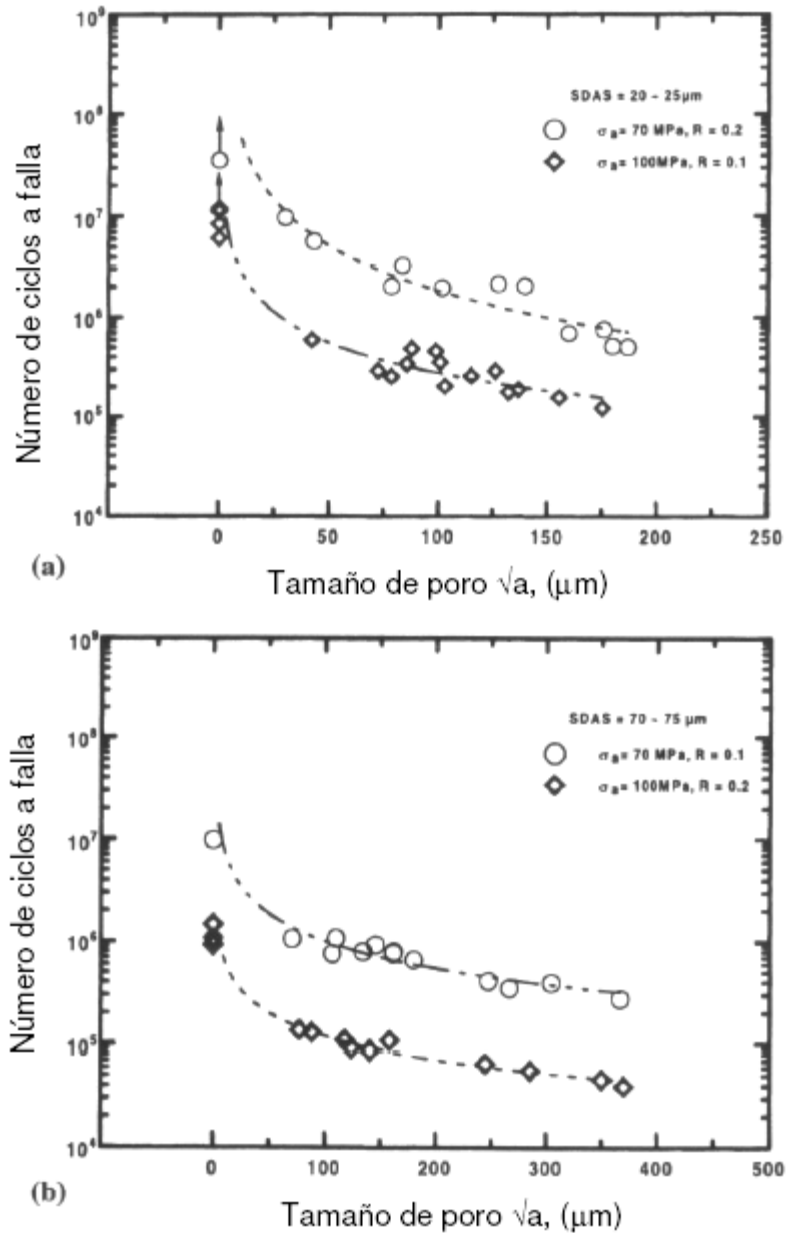 10⁹
10⁸
10⁷
10⁶
10⁵
10⁴
Número de ciclos a falla
SDAS = 20 - 25µm
σa= 70 MPa, R = 0.2
σa= 100MPa, R = 0.1
0 50 100 150 200 250
(a)
Tamaño de poro √a, (µm)
10⁹
10⁸
10⁷
10⁶
10⁵
10⁴
Número de ciclos a falla
SDAS = 70 - 75 µm
σa= 70 MPa, R = 0.1
σa= 100MPa, R = 0.2
0 100 200 300 400 500
(b)
Tamaño de poro √a, (µm)